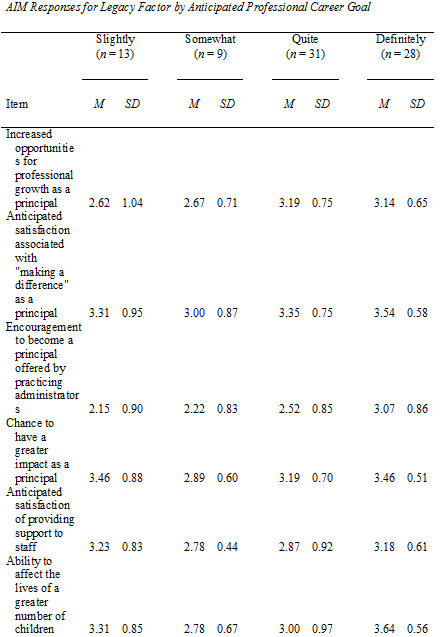 AIM Responses for Legacy Factor by Anticipated Professional Career Goal
Slightly Somewhat Quite Definitely
(n = 13) (n = 9) (n = 31) (n = 28)
Item M SD M SD M SD M SD
Increased
opportunitie
s for
professional
growth as a
principal 2.62 1.04 2.67 0.71 3.19 0.75 3.14 0.65
Anticipated
satisfaction
associated
with
"making a
difference"
as a
principal 3.31 0.95 3.00 0.87 3.35 0.75 3.54 0.58
Encouragement
to become a
principal
offered by
practicing
administrator
s 2.15 0.90 2.22 0.83 2.52 0.85 3.07 0.86
Chance to
have a
greater
impact as a
principal 3.46 0.88 2.89 0.60 3.19 0.70 3.46 0.51
Anticipated
satisfaction
of providing
support to
staff 3.23 0.83 2.78 0.44 2.87 0.92 3.18 0.61
Ability to
affect the
lives of a
greater
number of
children 3.31 0.85 2.78 0.67 3.00 0.97 3.64 0.56